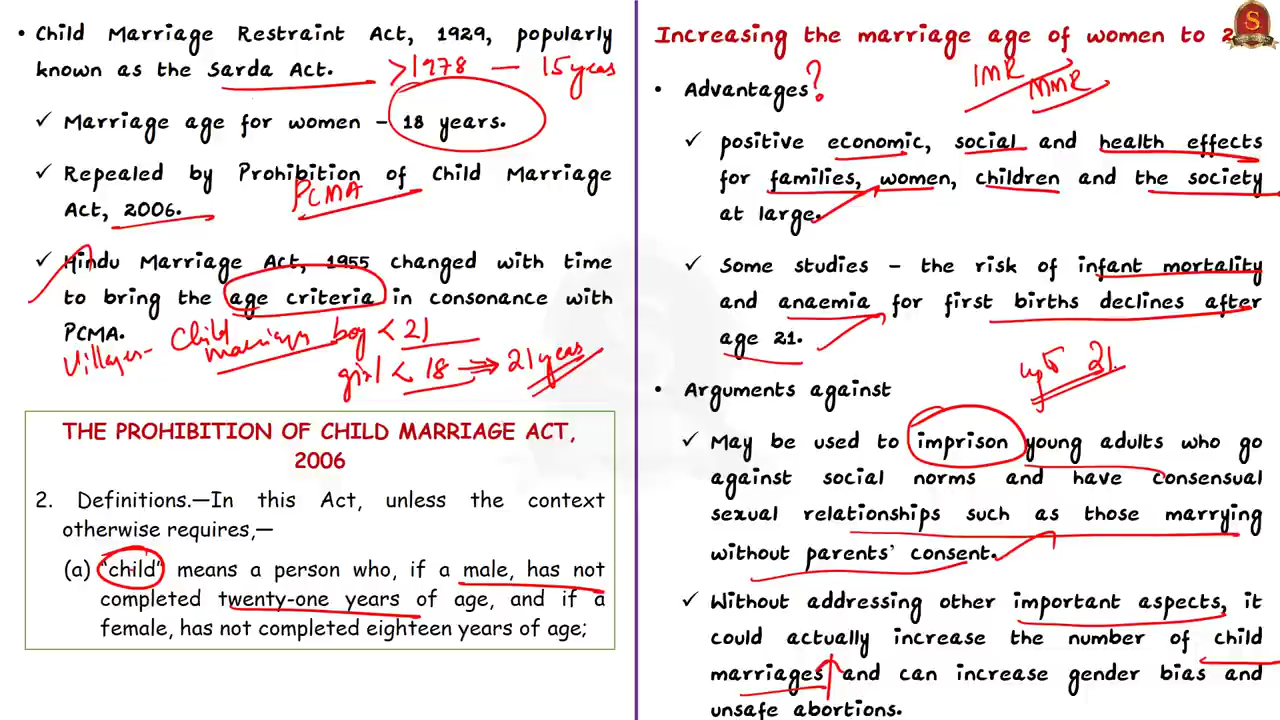 • Child Marriage Restraint Act, 1929, popularly
known as the Sarda Act. >1978 – 15 years
✓ Marriage age for women – 18 years.
✓ Repealed by Prohibition of Child Marriage
Act, 2006. PCMA
✓ Hindu Marriage Act, 1955 changed with time
to bring the age criteria in consonance with
PCMA.
Villages- Child marriages boy < 21
girl < 18 ⇒ 21 years
THE PROHIBITION OF CHILD MARRIAGE ACT,
2006
2. Definitions.—In this Act, unless the context
otherwise requires,—
(a) "child" means a person who, if a male, has not
completed twenty-one years of age, and if a
female, has not completed eighteen years of age;
Increasing the marriage age of women to 2
S
IMR
MMR
• Advantages?
✓ positive economic, social and health effects
for families, women, children and the society
at large.
✓ Some studies – the risk of infant mortality
and anaemia for first births declines after
age 21.
upto 21
• Arguments against
✓ May be used to imprison young adults who go
against social norms and have consensual
sexual relationships such as those marrying
without parents' consent.
✓ Without addressing other important aspects, it
could actually increase the number of child
marriages and can increase gender bias and
unsafe abortions.